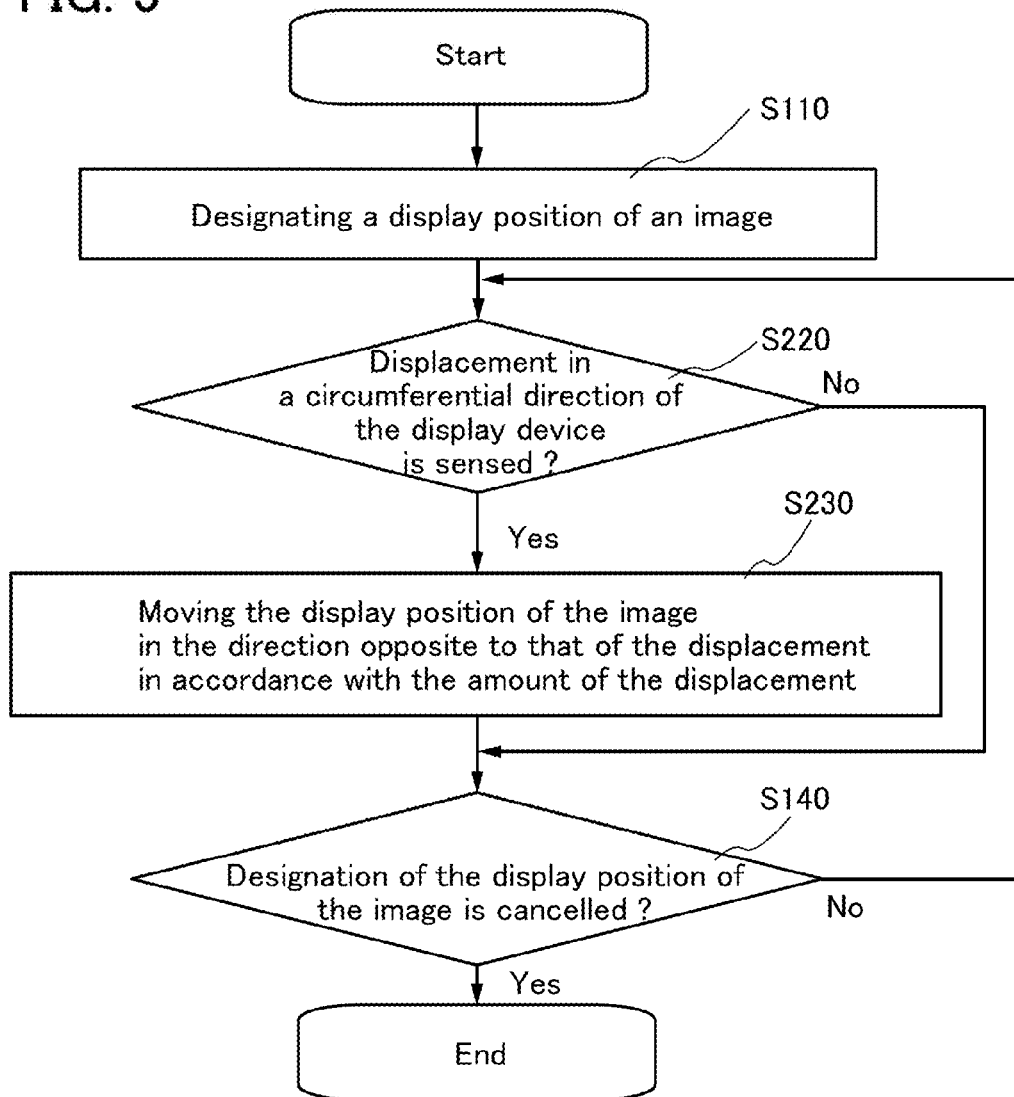 Start
S110
Designating a display position of an image
S220
Displacement in
a circumferential direction of
the display device
is sensed ?
No
Yes
S230
Moving the display position of the image
in the direction opposite to that of the displacement
in accordance with the amount of the displacement
S140
Designation of the display position of
the image is cancelled ?
No
Yes
End